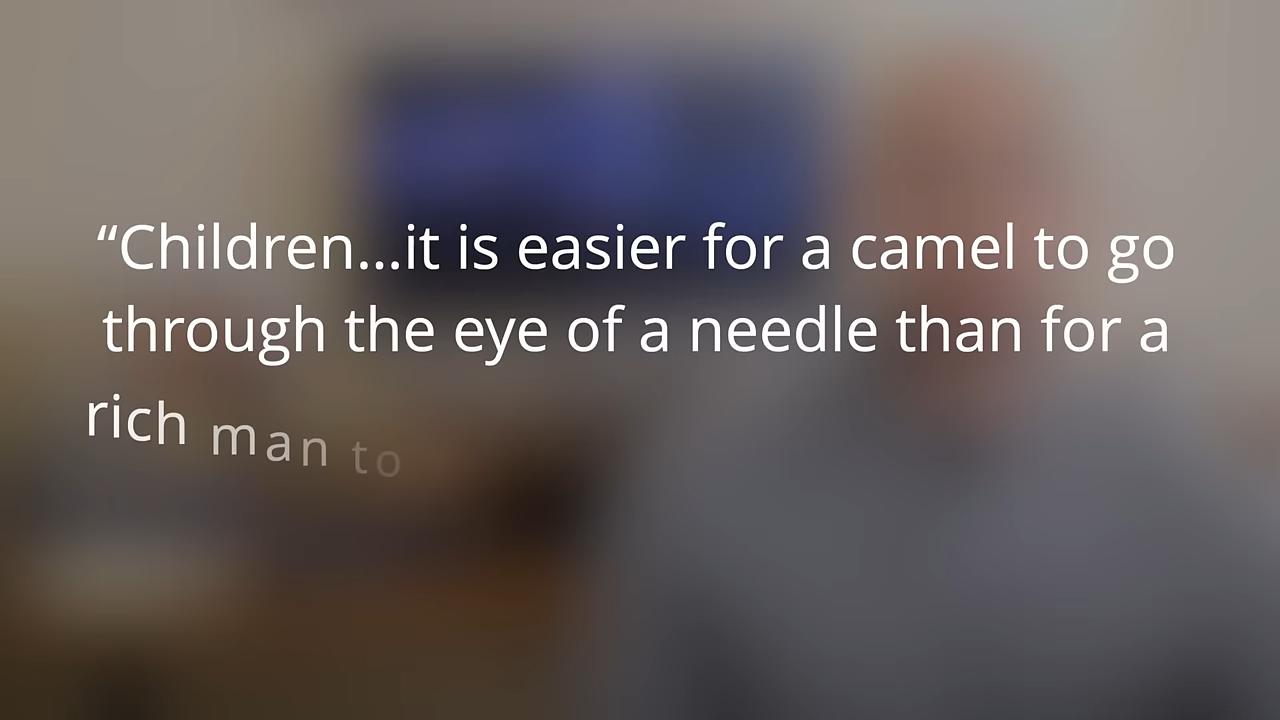 “Children...it is easier for a camel to go
through the eye of a needle than for a
rich man to